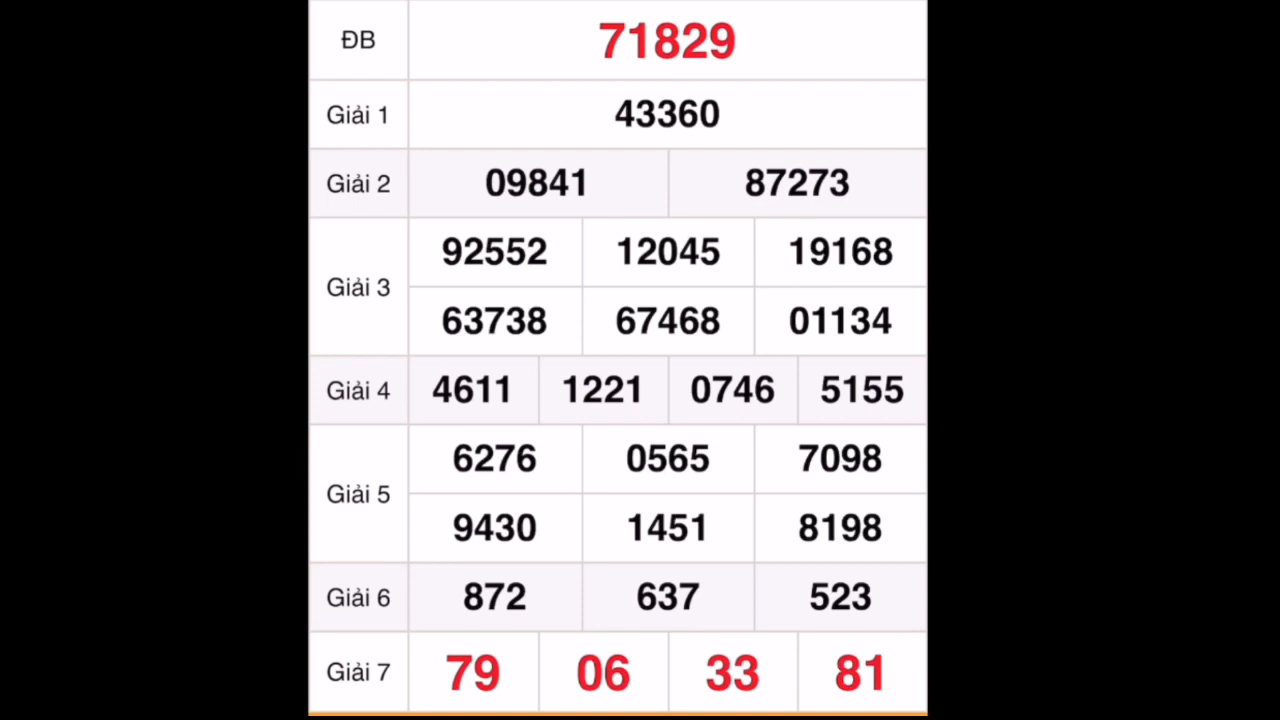 ĐB 71829
Giải 1 43360
Giải 2 09841 87273
Giải 3 92552 12045 19168
63738 67468 01134
Giải 4 4611 1221 0746 5155
Giải 5 6276 0565 7098
9430 1451 8198
Giải 6 872 637 523
Giải 7 79 06 33 81